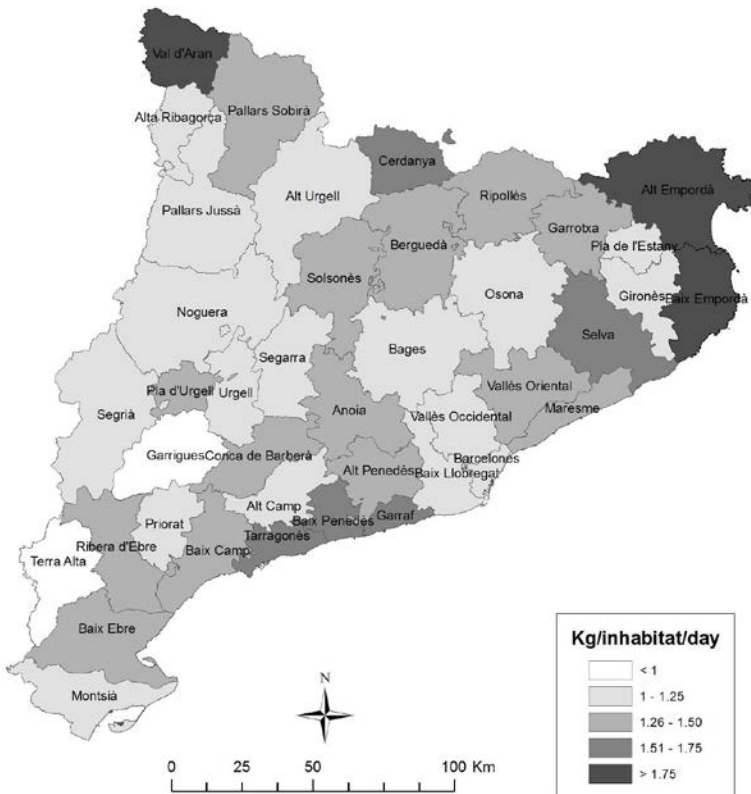 Val d'Aran
Pallars Sobirà
Alta Ribagorça
Cerdanya
Alt Empordà
Alt Urgell
Ripollès
Pallars Jussà
Garrotxa
Berguedà
Pla de l'Estany
Solsonès
Osona
Gironès
Baix Empordà
Noguera
Selva
Segarra
Bages
Pla d'Urgell
Urgell
Vallès Oriental
Segrià
Anoia
Maresme
Vallès Occidental
Garrigues
Conca de Barberà
Barcelonès
Alt Penedès
Baix Llobregat
Alt Camp
Priorat
Baix Penedès
Garraf
Tarragonès
Ribera d'Ebre
Baix Camp
Terra Alta
Baix Ebre
Montsià
N
0 25 50 100 Km
Kg/inhabitat/day
< 1
1 - 1.25
1.26 - 1.50
1.51 - 1.75
> 1.75